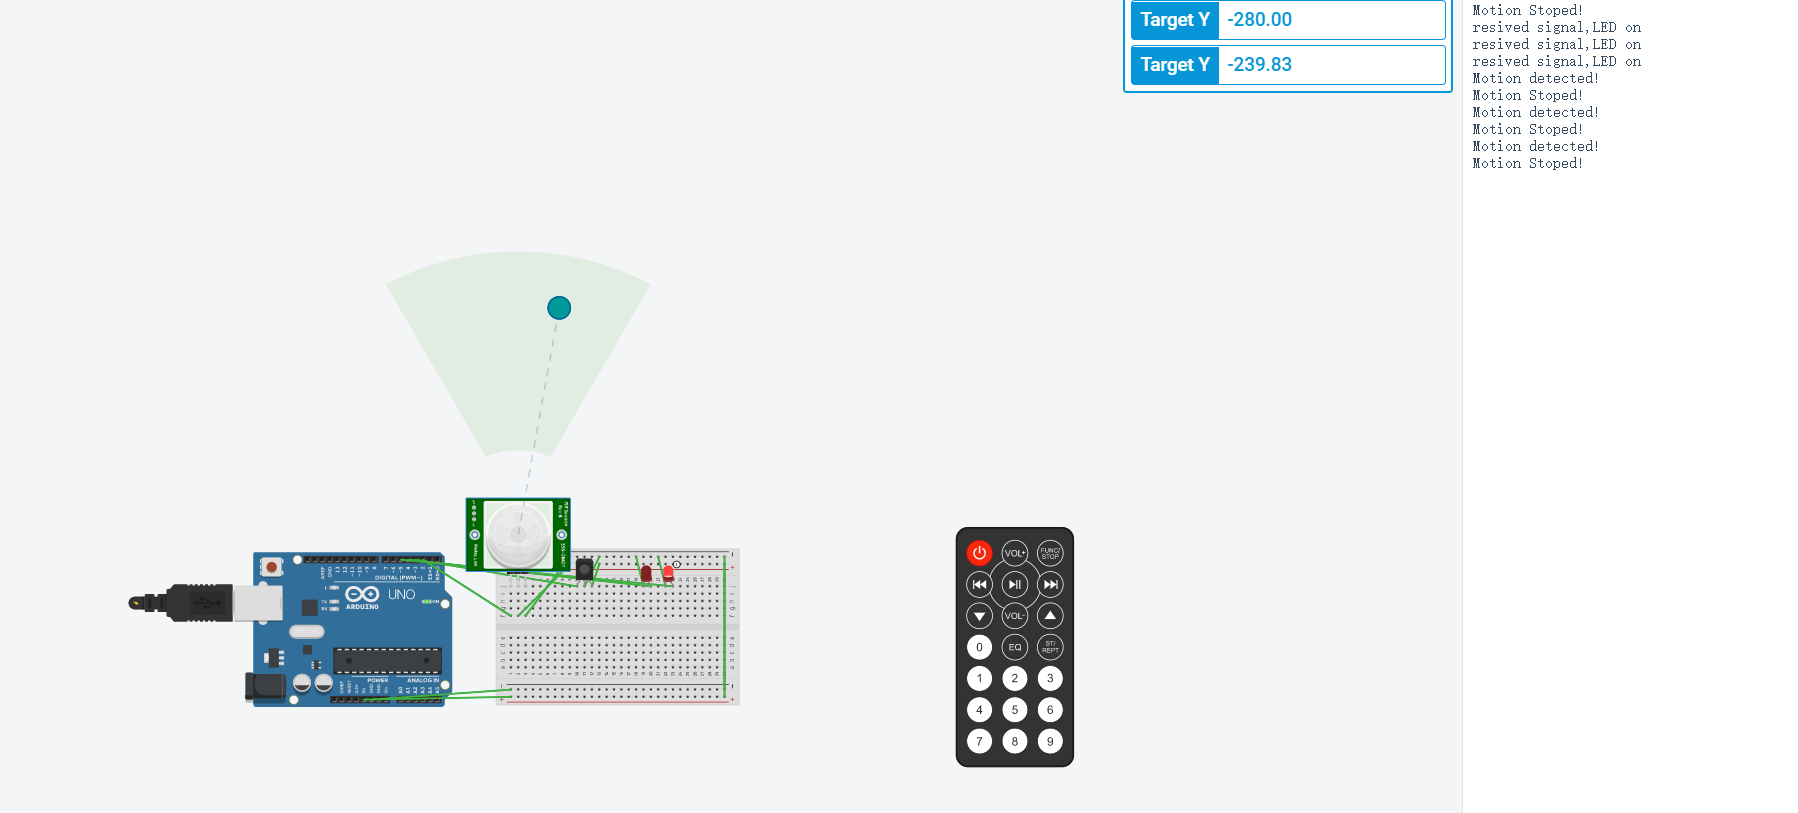 Target Y -280.00
Target Y -239.83
Motion Stoped!
resived signal,LED on
resived signal,LED on
resived signal,LED on
Motion detected!
Motion Stoped!
Motion detected!
Motion Stoped!
Motion detected!
Motion Stoped!
DIGITAL (PWM~)
UNO
ARDUINO
ON
POWER
ANALOG IN
VOL+
FUNC/
STOP
VOL-
0
EQ
ST/
REPT
1 2 3
4 5 6
7 8 9